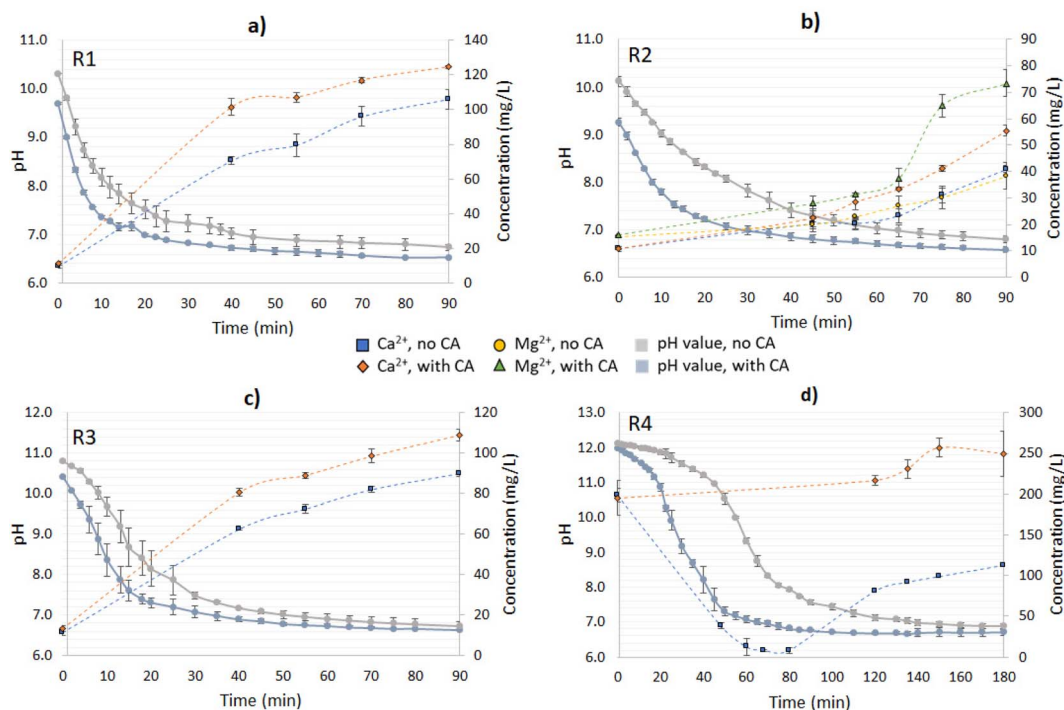 a)
R1
11.0
10.0
9.0
8.0
7.0
6.0
pH
140
120
100
80
60
40
20
0
Concentration (mg/L)
0 10 20 30 40 50 60 70 80 90
Time (min)
b)
R2
11.0
10.0
9.0
8.0
7.0
6.0
pH
90
80
70
60
50
40
30
20
10
0
Concentration (mg/L)
0 10 20 30 40 50 60 70 80 90
Time (min)
Ca²⁺, no CA Mg²⁺, no CA pH value, no CA
Ca²⁺, with CA Mg²⁺, with CA pH value, with CA
c)
R3
12.0
11.0
10.0
9.0
8.0
7.0
6.0
pH
120
100
80
60
40
20
0
Concentration (mg/L)
0 10 20 30 40 50 60 70 80 90
Time (min)
d)
R4
13.0
12.0
11.0
10.0
9.0
8.0
7.0
6.0
pH
300
250
200
150
100
50
0
Concentration (mg/L)
0 20 40 60 80 100 120 140 160 180
Time (min)